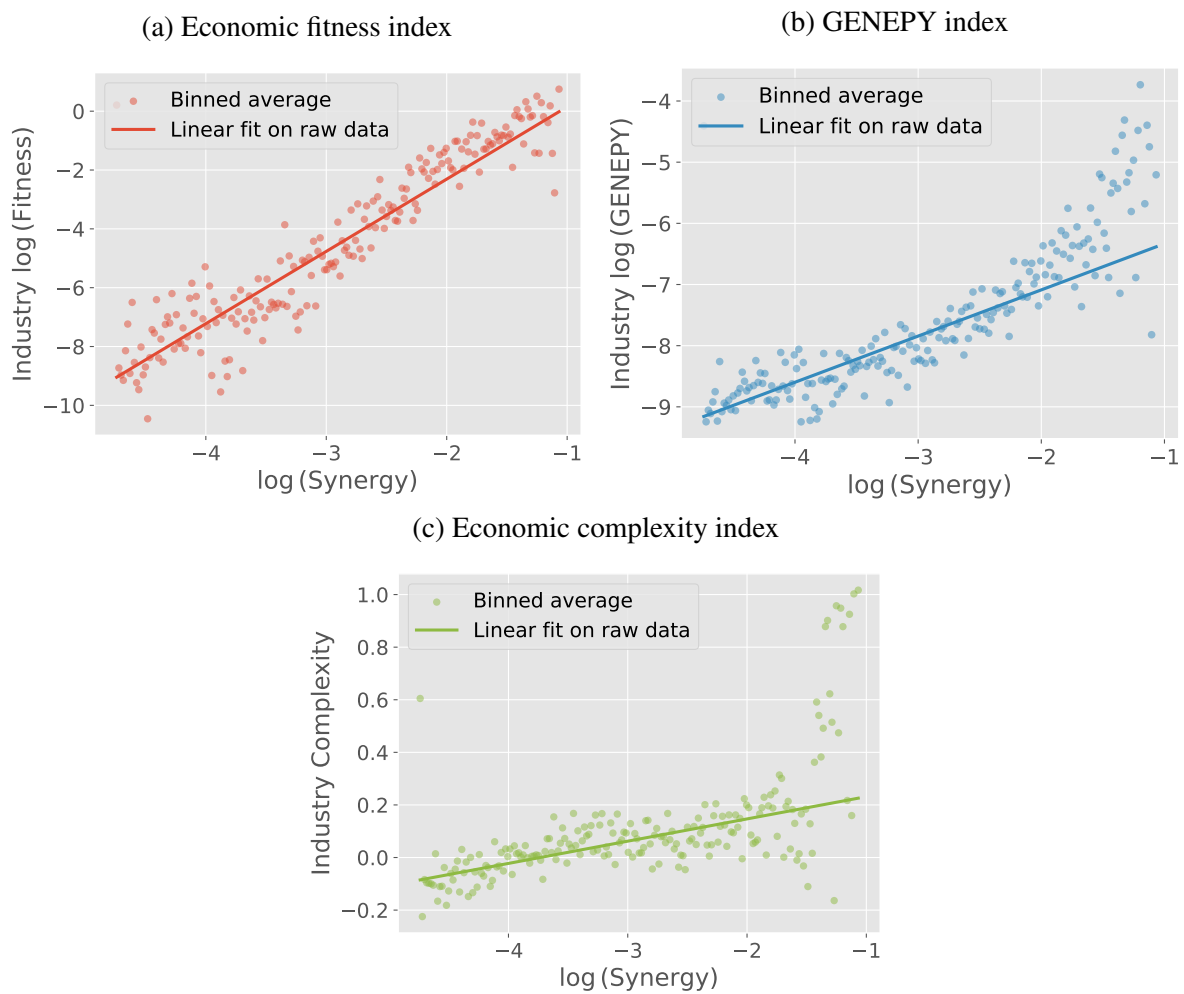 (a) Economic fitness index
Binned average
Linear fit on raw data
Industry log (Fitness)
0
−2
−4
−6
−8
−10
−4
−3
−2
−1
log (Synergy)
(b) GENEPY index
Binned average
Linear fit on raw data
Industry log (GENEPY)
−4
−5
−6
−7
−8
−9
−4
−3
−2
−1
log (Synergy)
(c) Economic complexity index
Binned average
Linear fit on raw data
Industry Complexity
1.0
0.8
0.6
0.4
0.2
0.0
−0.2
−4
−3
−2
−1
log (Synergy)